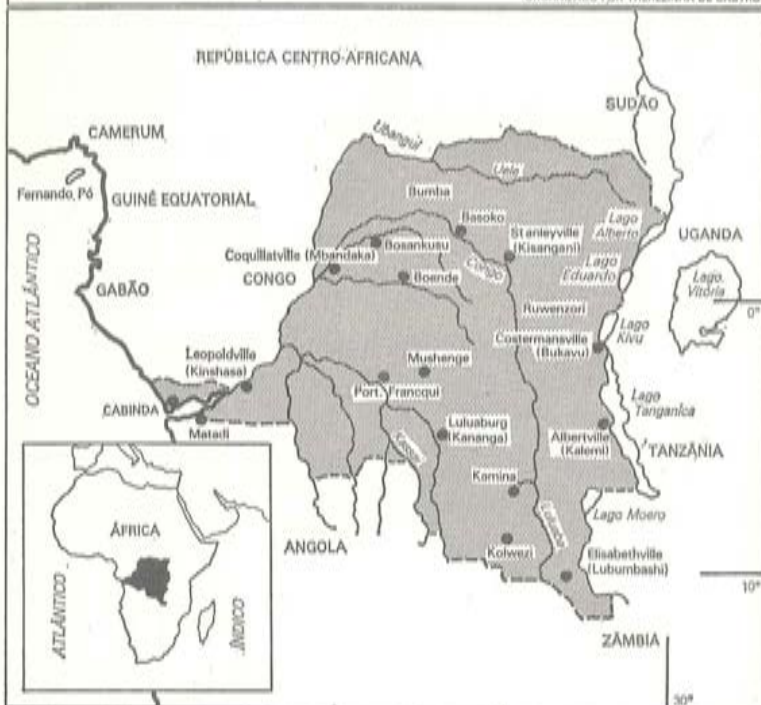 REPÚBLICA CENTRO-AFRICANA
SUDÃO
CAMERUM
Ubangui
Uele
Fernando, Pó
GUINÉ EQUATORIAL
Bumba
Basoko
Stanleyville
(Kisangani)
Lago
Alberto
UGANDA
Bosankusu
Coquillatville (Mbandaka)
CONGO
Congo
Boende
Lago
Eduardo
Lago
Vitória
GABÃO
0°
OCEANO ATLÂNTICO
Ruwenzori
Costermansville
(Bukavu)
Lago
Kivu
Leopoldville
(Kinshasa)
Mushenge
Port. Francqui
Lago
Tanganica
CABINDA
Matadi
Luluaburg
(Kananga)
Kassai
Albertville
(Kalemi)
TANZÂNIA
Kamina
Lualaba
Lago Moero
ÁFRICA
ANGOLA
Kolwezi
Elisabethville
(Lubumbashi)
10°
ATLÂNTICO
ÍNDICO
ZÂMBIA
30°